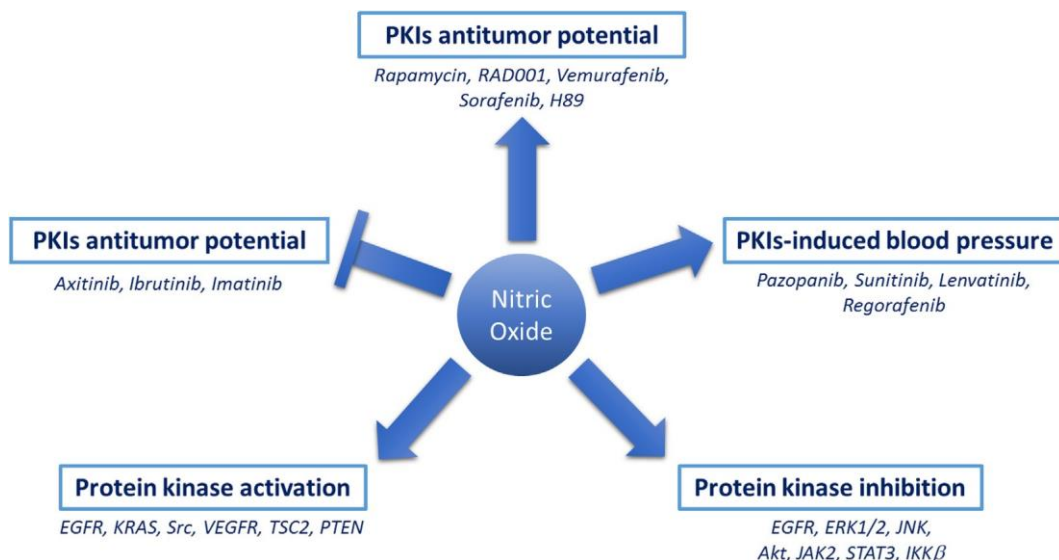 PKIs antitumor potential
Rapamycin, RAD001, Vemurafenib,
Sorafenib, H89
PKIs antitumor potential
Axitinib, Ibrutinib, Imatinib
PKIs-induced blood pressure
Pazopanib, Sunitinib, Lenvatinib,
Regorafenib
Nitric
Oxide
Protein kinase activation
EGFR, KRAS, Src, VEGFR, TSC2, PTEN
Protein kinase inhibition
EGFR, ERK1/2, JNK,
Akt, JAK2, STAT3, IKKβ